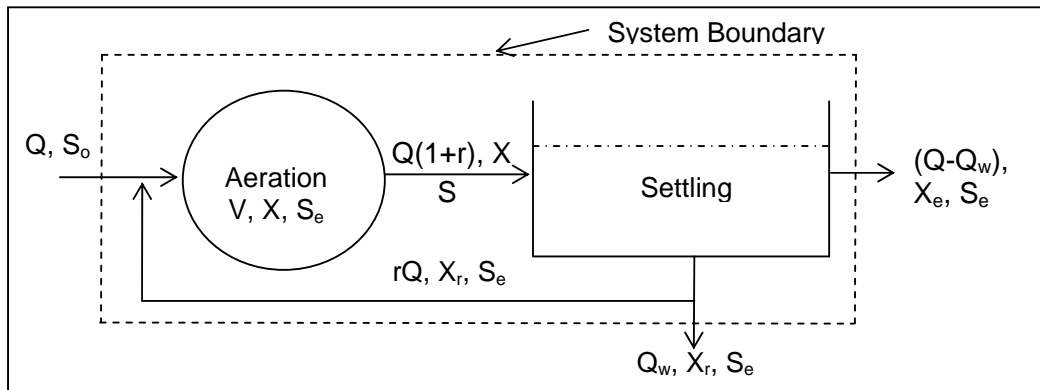 System Boundary
Q, So
Q(1+r), X
S
Aeration
V, X, Se
Settling
(Q-Qw),
Xe, Se
rQ, Xr, Se
Qw, Xr, Se